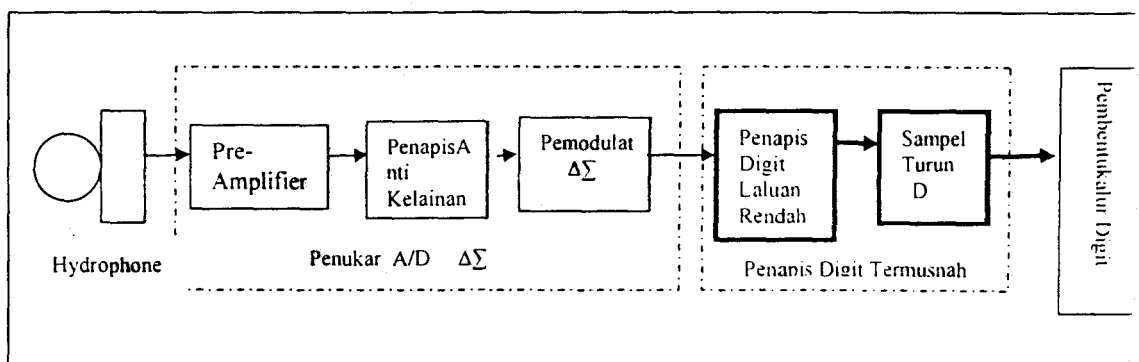 Hydrophone
Pre-
Amplifier
PenapisA
nti
Kelainan
Pemodulat
ΔΣ
Penukar A/D ΔΣ
Penapis
Digit
Laluan
Rendah
Sampel
Turun
D
Penapis Digit Termusnah
Pembentukalur Digit